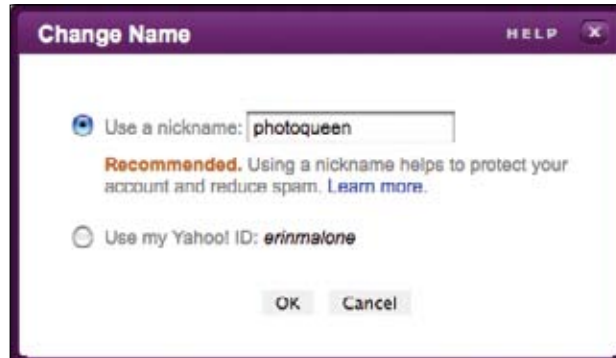 Change Name HELP X
Use a nickname: photoqueen
Recommended. Using a nickname helps to protect your
account and reduce spam. Learn more.
Use my Yahoo! ID: erinmalone
OK Cancel